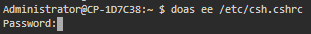 Administrator@CP-1D7C38:~ $ doas ee /etc/csh.cshrc
Password: